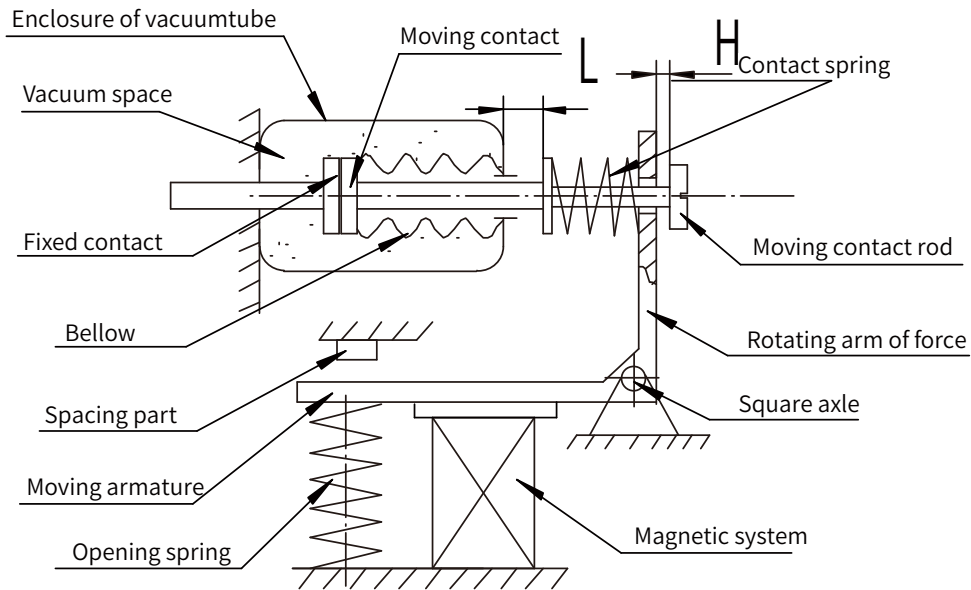 Enclosure of vacuumtube
Moving contact
L
H
Contact spring
Vacuum space
Fixed contact
Moving contact rod
Bellow
Rotating arm of force
Spacing part
Square axle
Moving armature
Magnetic system
Opening spring